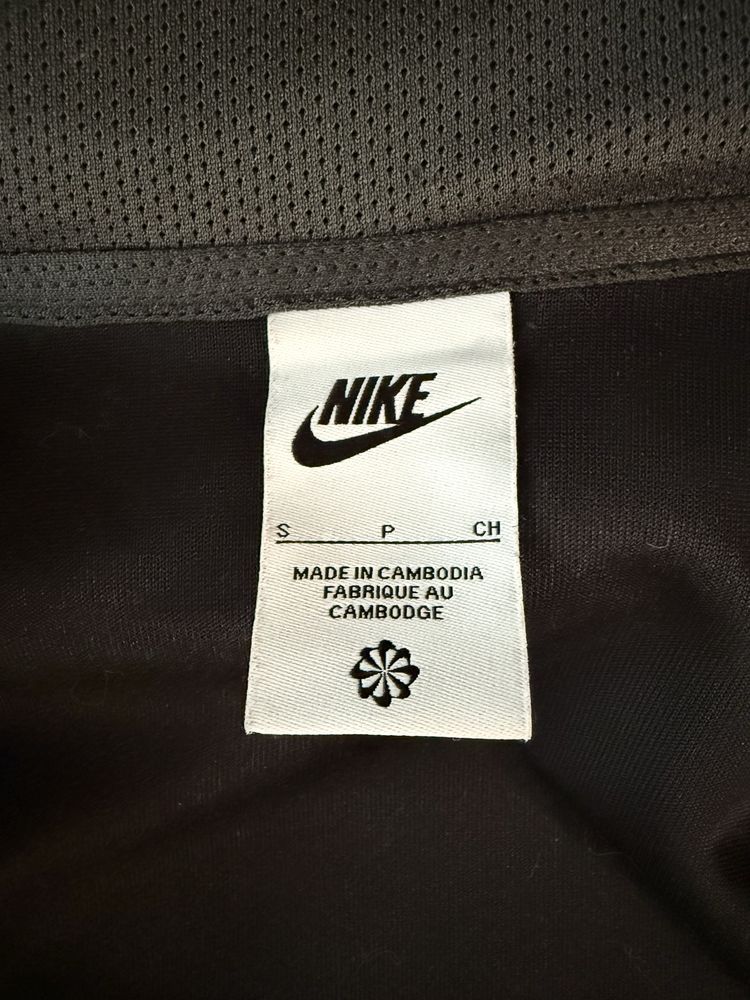 NIKE
S P CH
MADE IN CAMBODIA
FABRIQUE AU
CAMBODGE